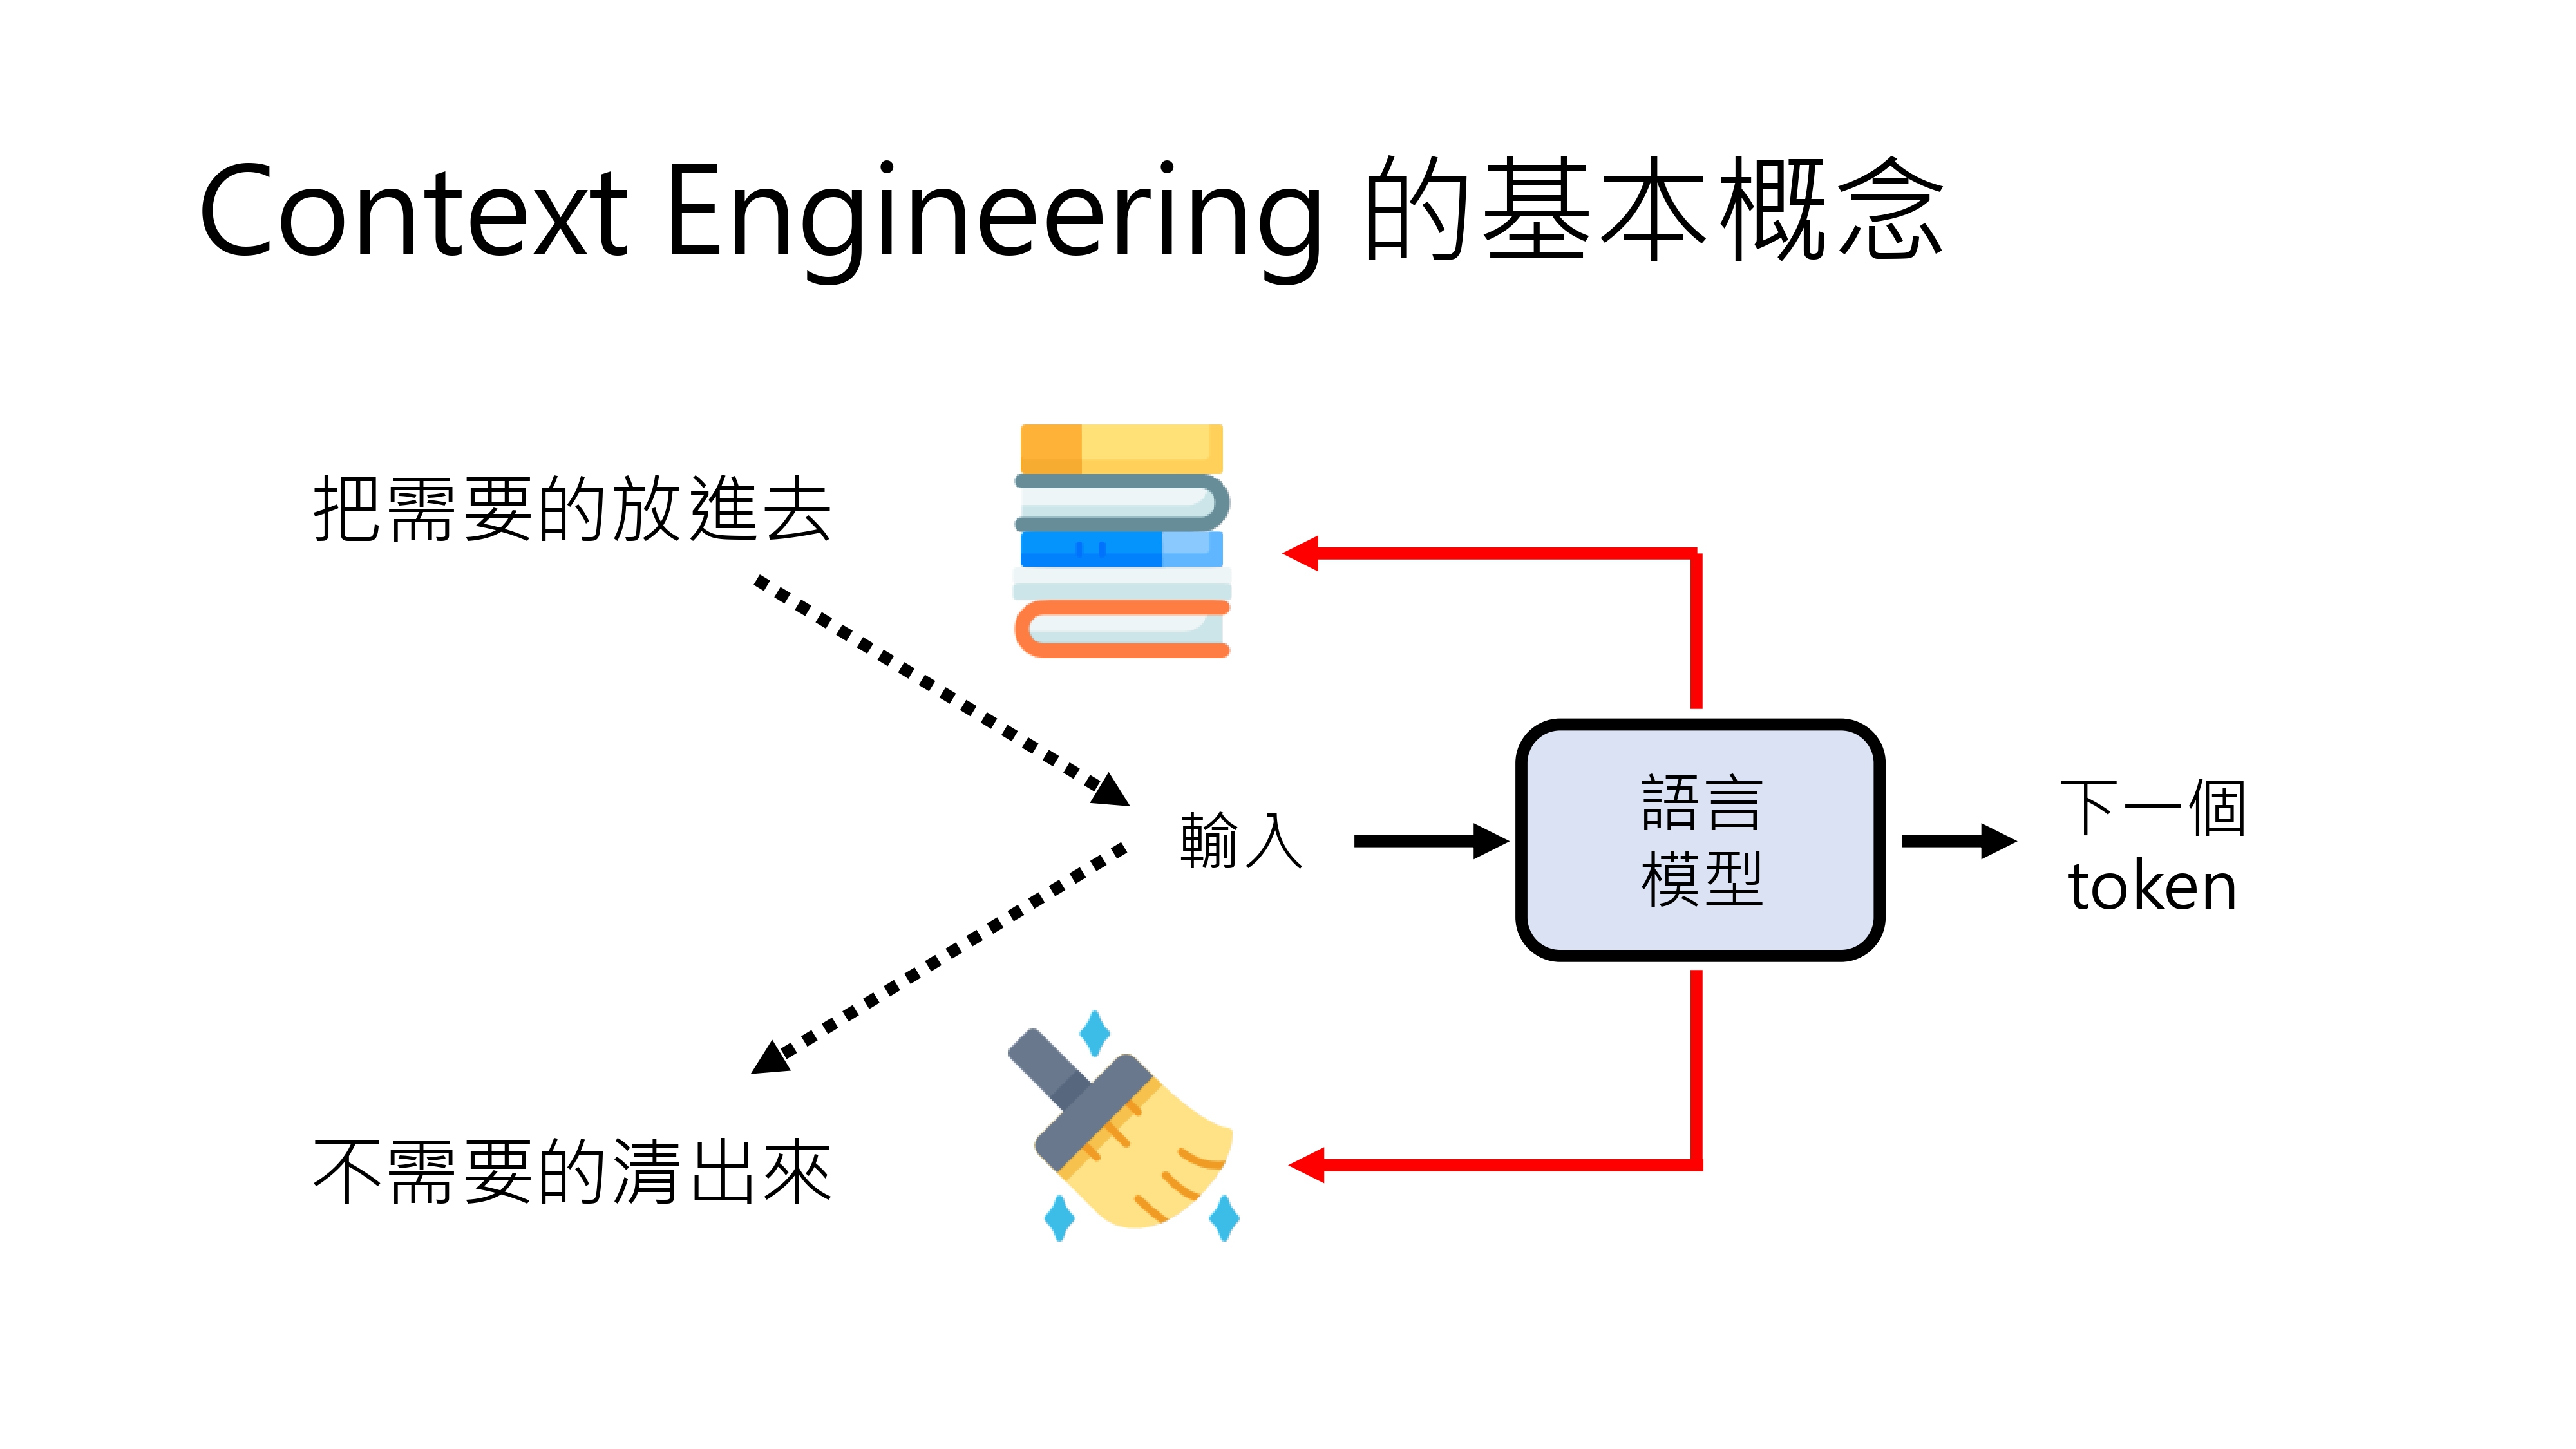 Context Engineering 的基本概念
把需要的放進去
輸入
語言
模型
下一個
token
不需要的清出來